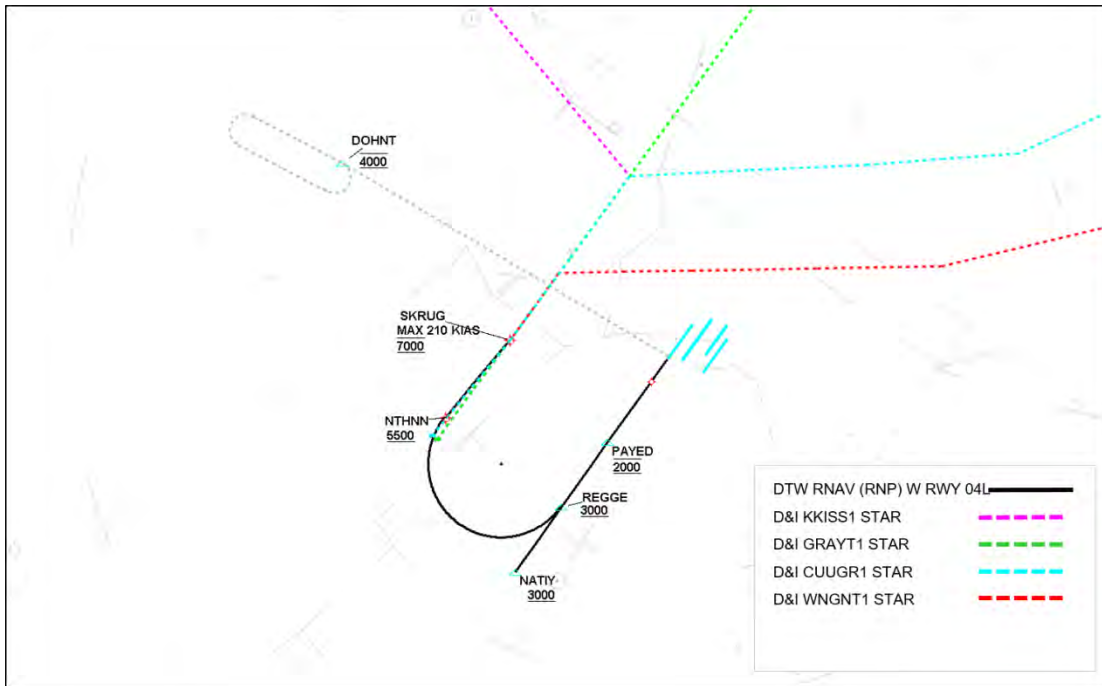 DOHNT
4000
SKRUG
MAX 210 KIAS
7000
NTHNN
5500
PAYED
2000
REGGE
3000
NATIY
3000
DTW RNAV (RNP) W RWY 04L
D&I KKISS1 STAR
D&I GRAYT1 STAR
D&I CUUGR1 STAR
D&I WNGNT1 STAR